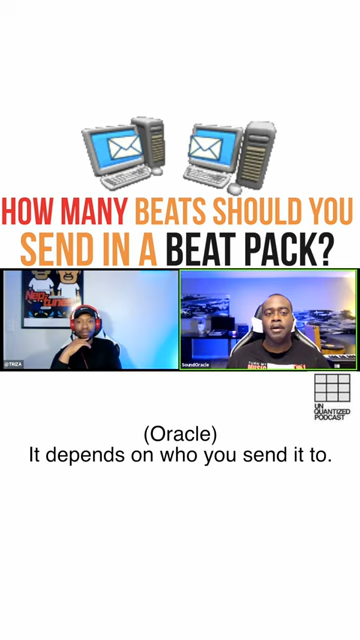 HOW MANY BEATS SHOULD YOU
SEND IN A BEAT PACK?
@TRIZA
SoundOracle
UN
QUANTIZED
PODCAST
(Oracle)
It depends on who you send it to.